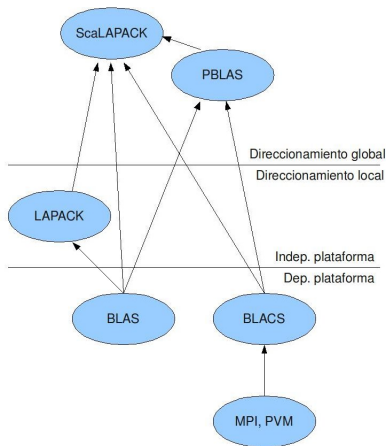 ScaLAPACK
PBLAS
Direccionamiento global
Direccionamiento local
LAPACK
Indep. plataforma
Dep. plataforma
BLAS
BLACS
MPI, PVM